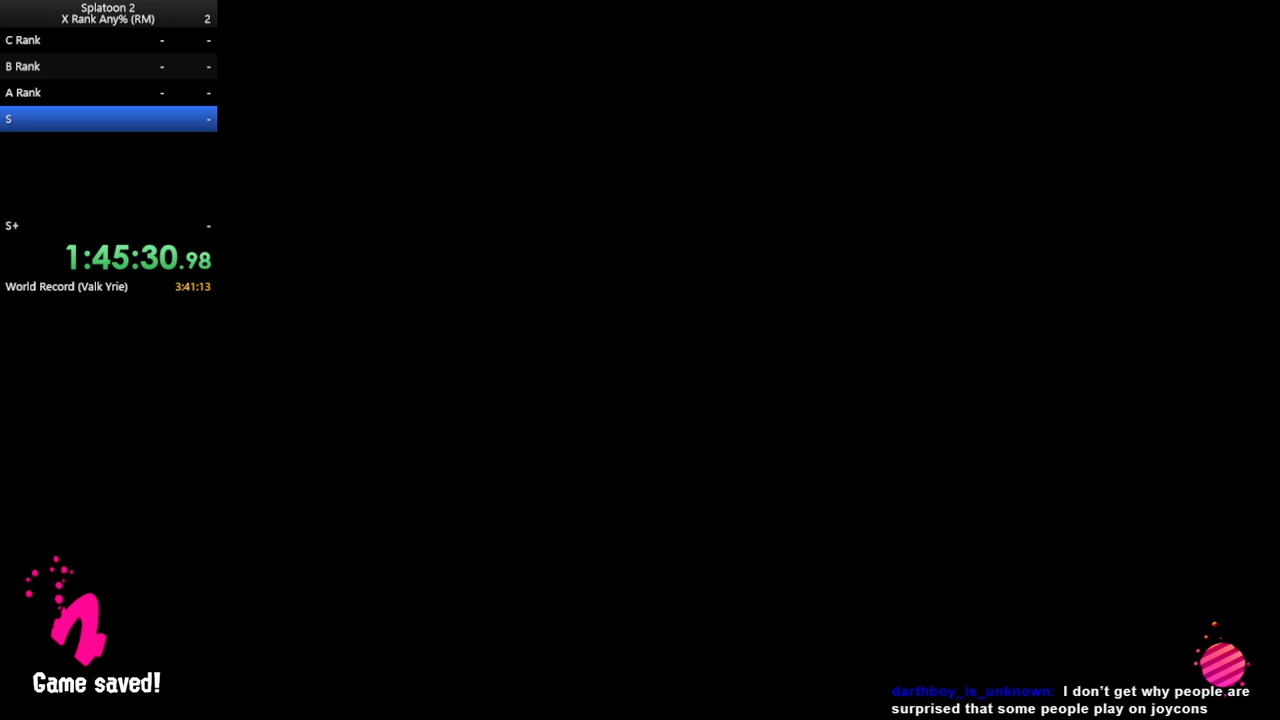 Splatoon 2
X Rank Any% (RM) 2
C Rank - -
B Rank - -
A Rank - -
S -
S+ -
1:45:30.98
World Record (Valk Yrie) 3:41:13
Game saved!
darthboy_is_unknown: I don't get why people are
surprised that some people play on joycons